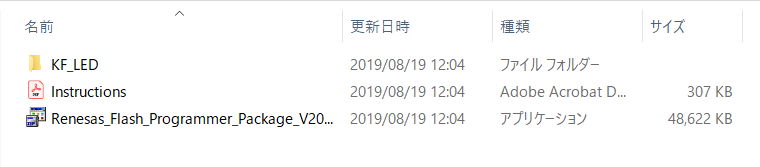 名前 更新日時 種類 サイズ
KF_LED 2019/08/19 12:04 ファイル フォルダー
Instructions 2019/08/19 12:04 Adobe Acrobat D... 307 KB
Renesas_Flash_Programmer_Package_V20... 2019/08/19 12:04 アプリケーション 48,622 KB